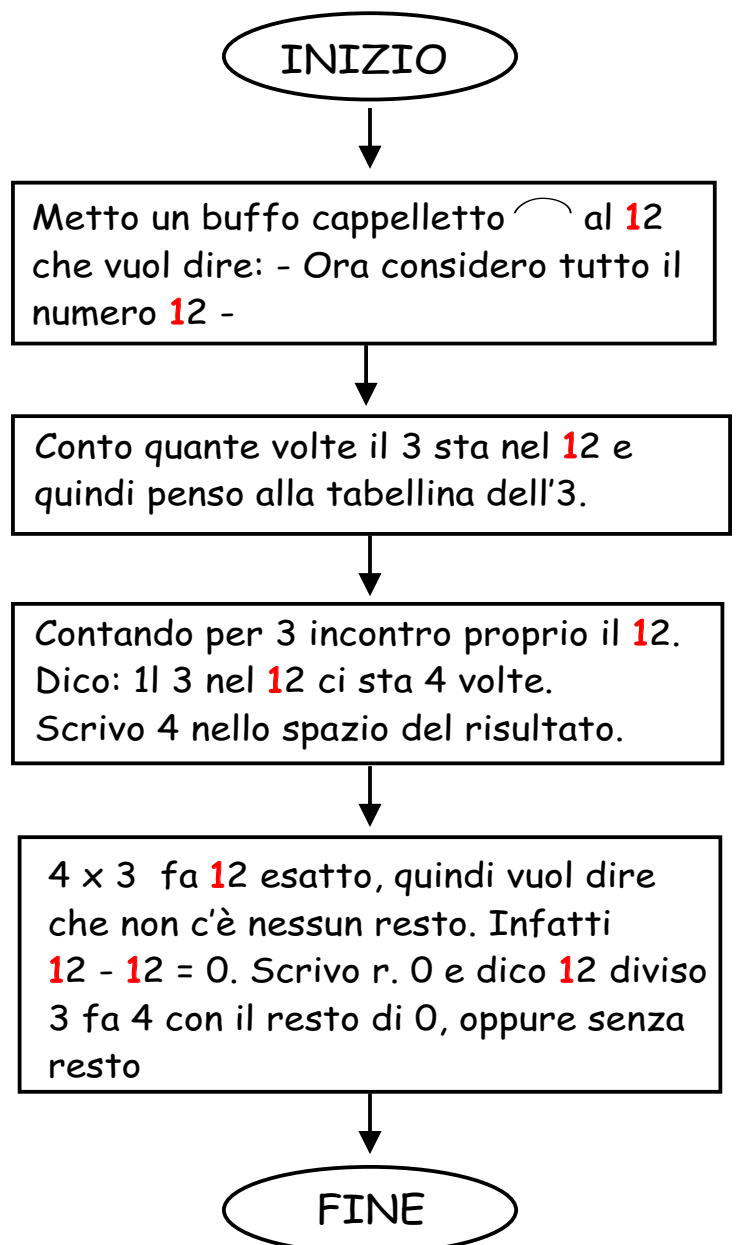 INIZIO
Metto un buffo cappelletto ⌒ al 12
che vuol dire: - Ora considero tutto il
numero 12 -
Conto quante volte il 3 sta nel 12 e
quindi penso alla tabellina dell'3.
Contando per 3 incontro proprio il 12.
Dico: 1l 3 nel 12 ci sta 4 volte.
Scrivo 4 nello spazio del risultato.
4 x 3 fa 12 esatto, quindi vuol dire
che non c'è nessun resto. Infatti
12 - 12 = 0. Scrivo r. 0 e dico 12 diviso
3 fa 4 con il resto di 0, oppure senza
resto
FINE